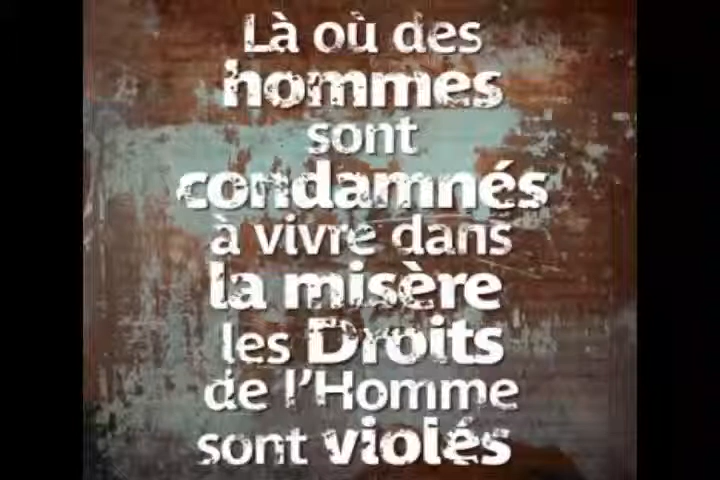 Là où des
hommes
sont
condamnés
à vivre dans
la misère
les Droits
de l'Homme
sont violés